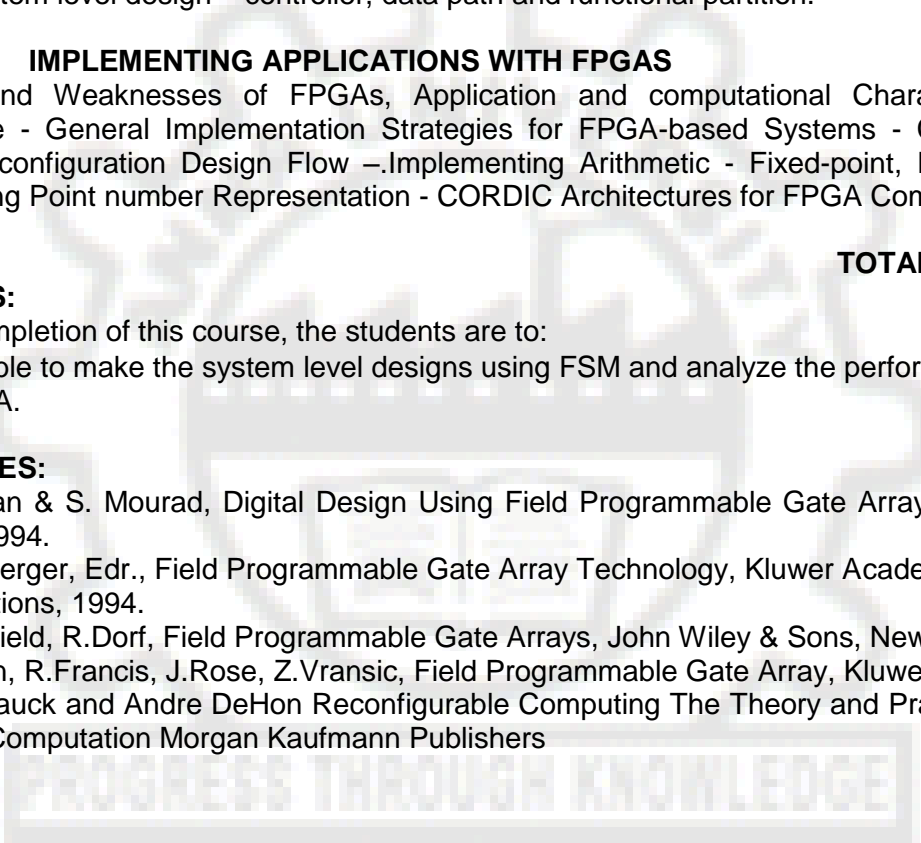 tem level design – controller, data path and functional partition.
IMPLEMENTING APPLICATIONS WITH FPGAS
nd Weaknesses of FPGAs, Application and computational Chara
e - General Implementation Strategies for FPGA-based Systems - C
configuration Design Flow –.Implementing Arithmetic - Fixed-point,
ng Point number Representation - CORDIC Architectures for FPGA Con
TOTAL
S:
mpletion of this course, the students are to:
ble to make the system level designs using FSM and analyze the perfor
A.
ES:
an & S. Mourad, Digital Design Using Field Programmable Gate Array
994.
erger, Edr., Field Programmable Gate Array Technology, Kluwer Acade
tions, 1994.
ield, R.Dorf, Field Programmable Gate Arrays, John Wiley & Sons, New
n, R.Francis, J.Rose, Z.Vransic, Field Programmable Gate Array, Kluwe
auck and Andre DeHon Reconfigurable Computing The Theory and Pra
Computation Morgan Kaufmann Publishers
PROGRESS THROUGH KNOWLEDGE